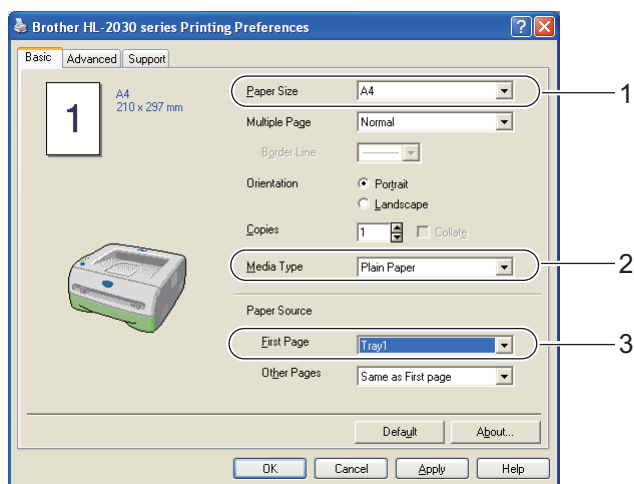 Brother HL-2030 series Printing Preferences
Basic Advanced Support
1
A4
210 x 297 mm
Paper Size A4 1
Multiple Page Normal
Border Line
Orientation Portrait
Landscape
Copies 1 Collate
Media Type Plain Paper 2
Paper Source
First Page Tray1 3
Other Pages Same as First page
Default About...
OK Cancel Apply Help